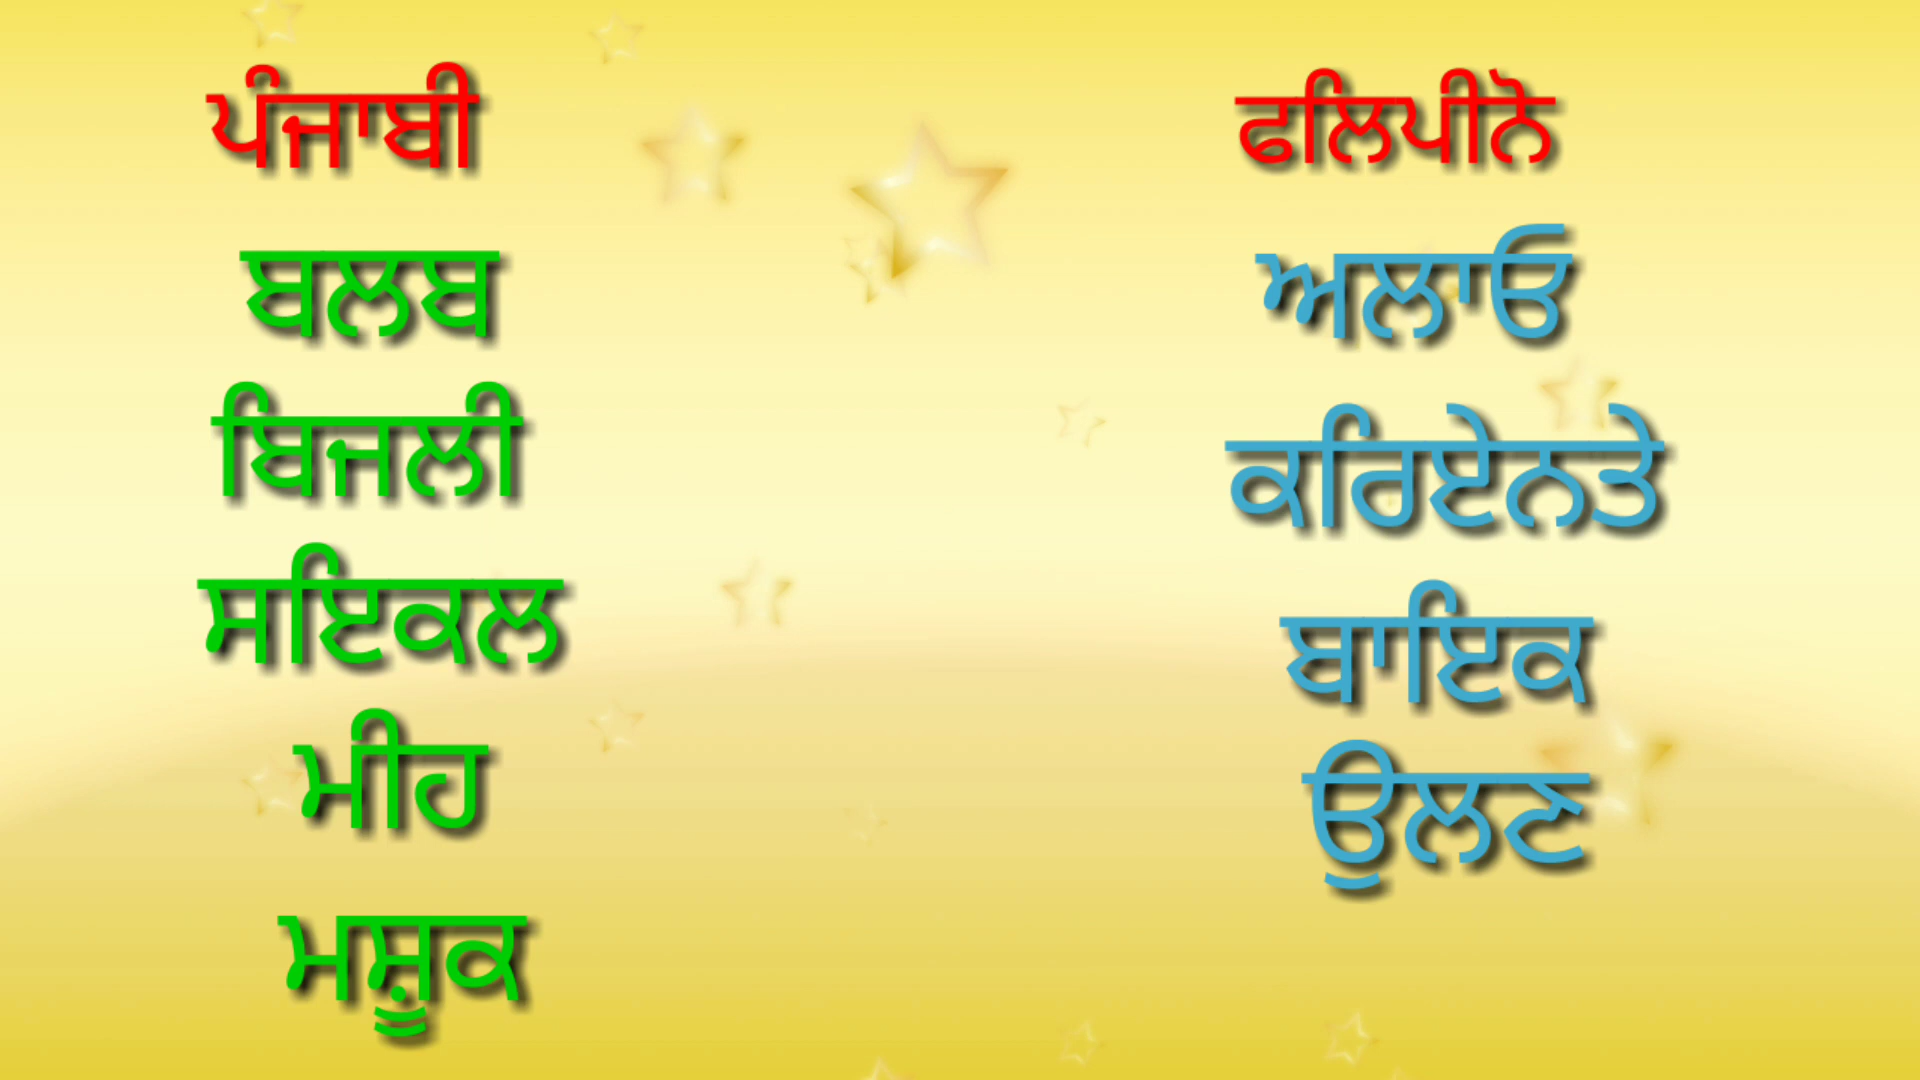 ਪੰਜਾਬੀ ਫਲਿਪੀਨੋ
ਬਲਬ ਅਲਾਓ
ਬਿਜਲੀ ਕਰਿਏਨਤੇ
ਸਇਕਲ ਬਾਇਕ
ਮੀਹ ਉਲਣ
ਮਸ਼ੂਕ